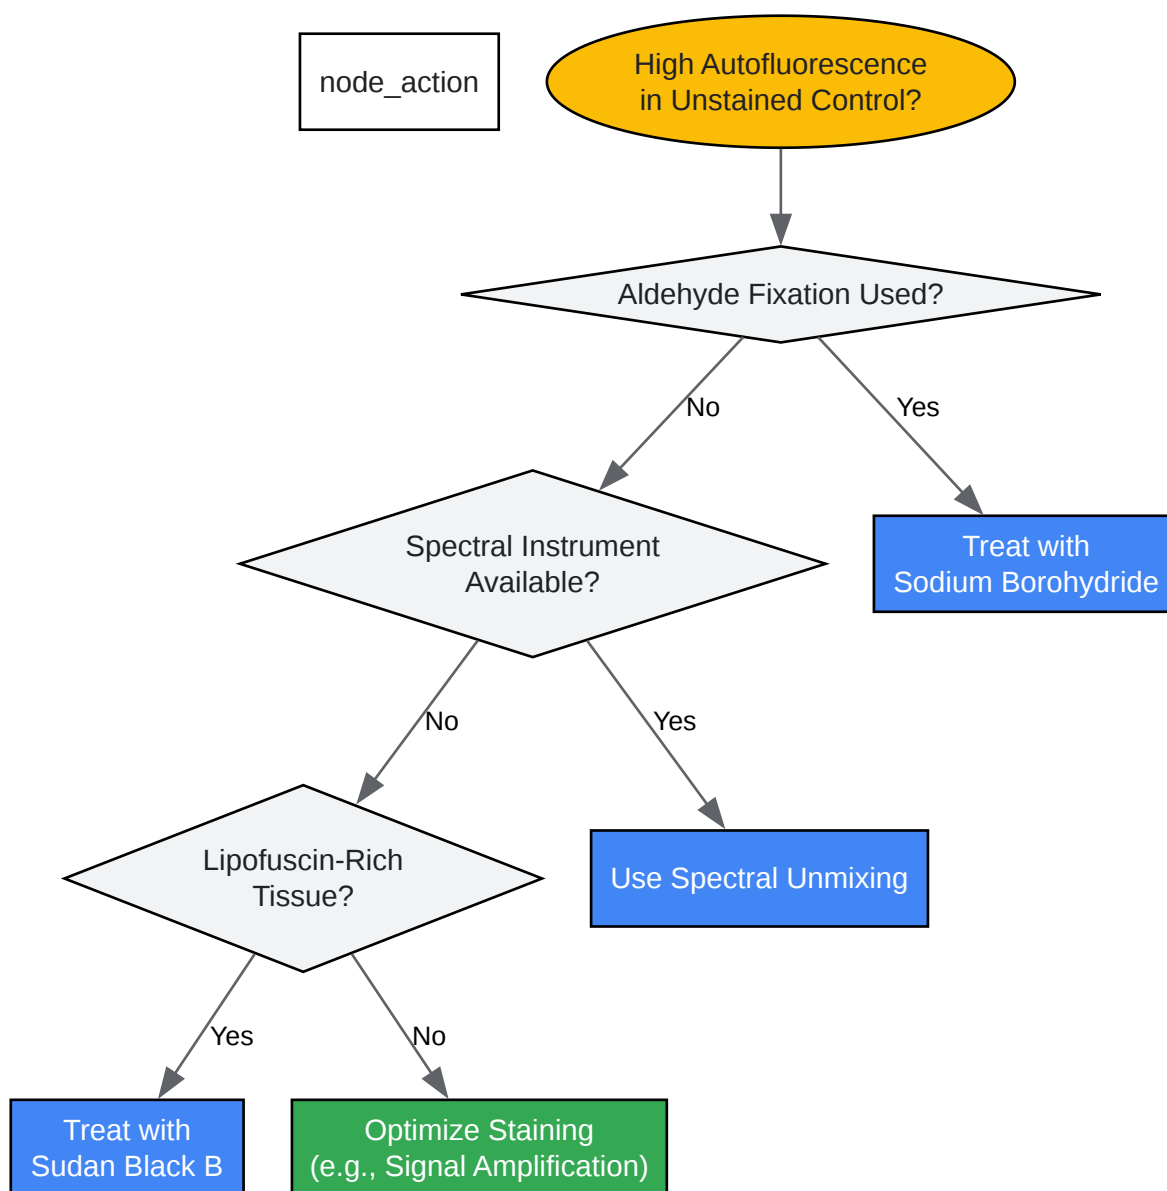 node_action
High Autofluorescence
in Unstained Control?
Aldehyde Fixation Used?
No
Yes
Spectral Instrument
Available?
Treat with
Sodium Borohydride
No
Yes
Lipofuscin-Rich
Tissue?
Use Spectral Unmixing
Yes
No
Treat with
Sudan Black B
Optimize Staining
(e.g., Signal Amplification)